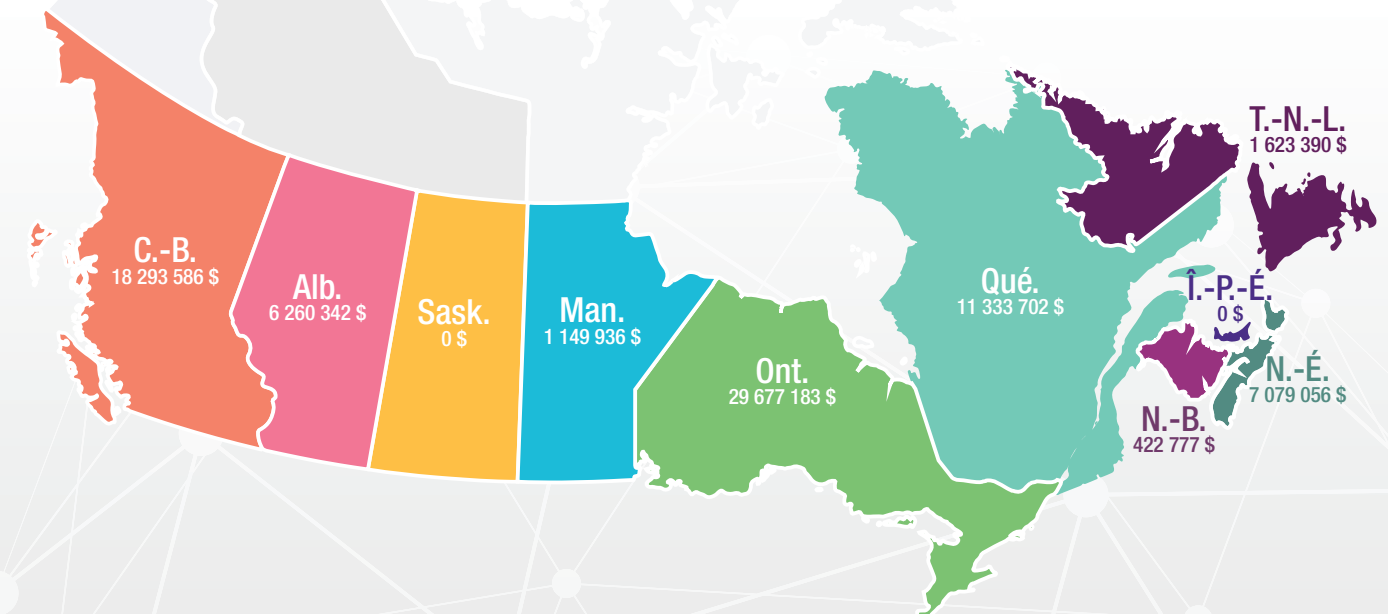 C.-B.
18 293 586 $
Alb.
6 260 342 $
Sask.
0 $
Man.
1 149 936 $
Ont.
29 677 183 $
Qué.
11 333 702 $
T.-N.-L.
1 623 390 $
Î.-P.-É.
0 $
N.-É.
7 079 056 $
N.-B.
422 777 $